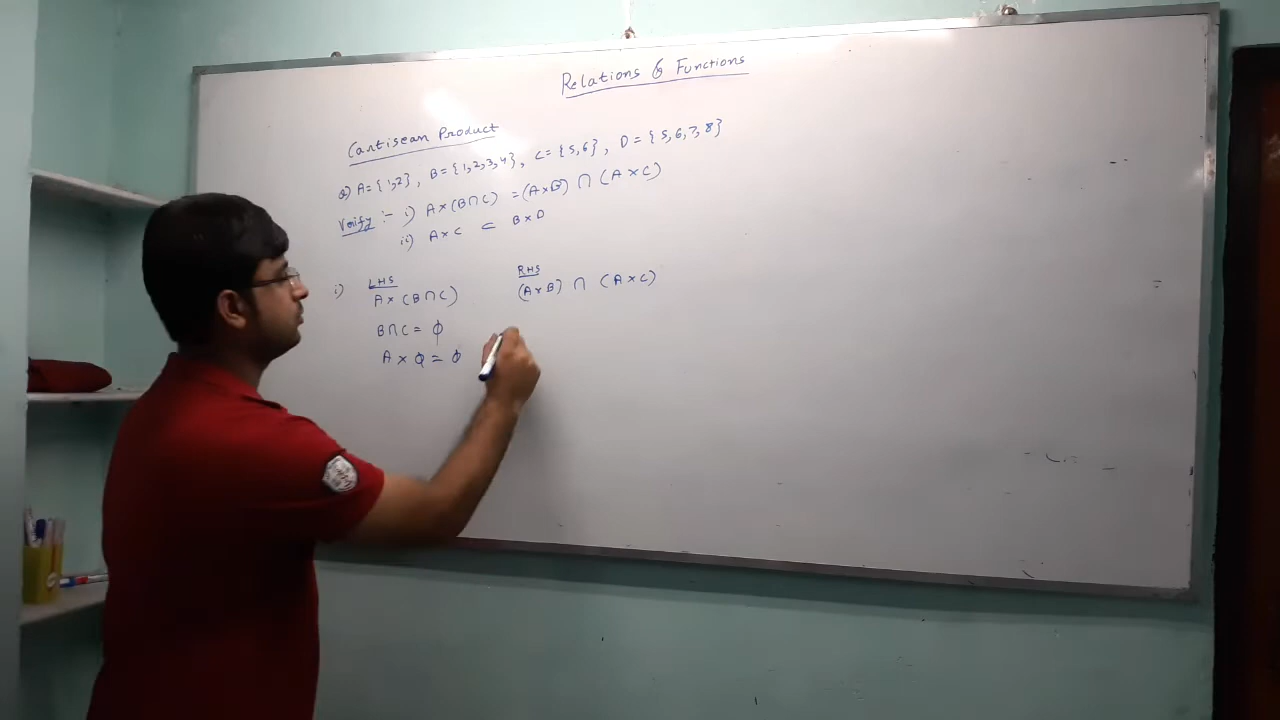 Relations & Functions
Cartisean Product
Q) A = {1,2} , B = {1,2,3,4} , C = {5,6} , D = {5,6,7,8}
Verify :- i) A×(B∩C) = (A×B) ∩ (A×C)
ii) A×C ⊂ B×D
i) LHS RHS
A×(B∩C) (A×B) ∩ (A×C)
B∩C = ϕ
A×ϕ = ϕ